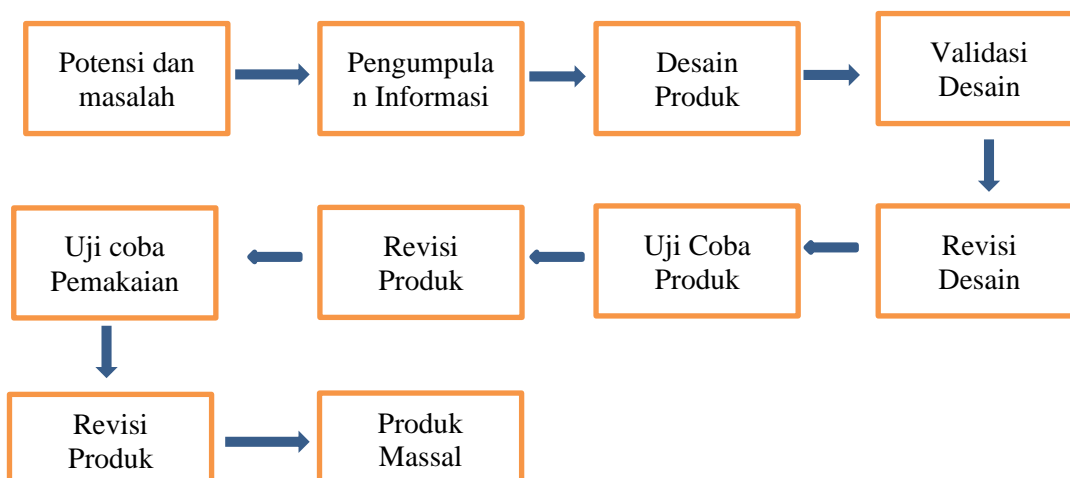 Potensi dan
masalah
Pengumpula
n Informasi
Desain
Produk
Validasi
Desain
Revisi
Desain
Uji Coba
Produk
Revisi
Produk
Uji coba
Pemakaian
Revisi
Produk
Produk
Massal